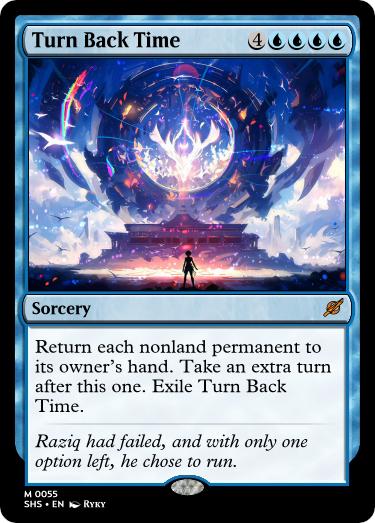 Turn Back Time 4
Sorcery
Return each nonland permanent to
its owner's hand. Take an extra turn
after this one. Exile Turn Back
Time.
Raziq had failed, and with only one
option left, he chose to run.
M 0055
SHS • EN Ryky